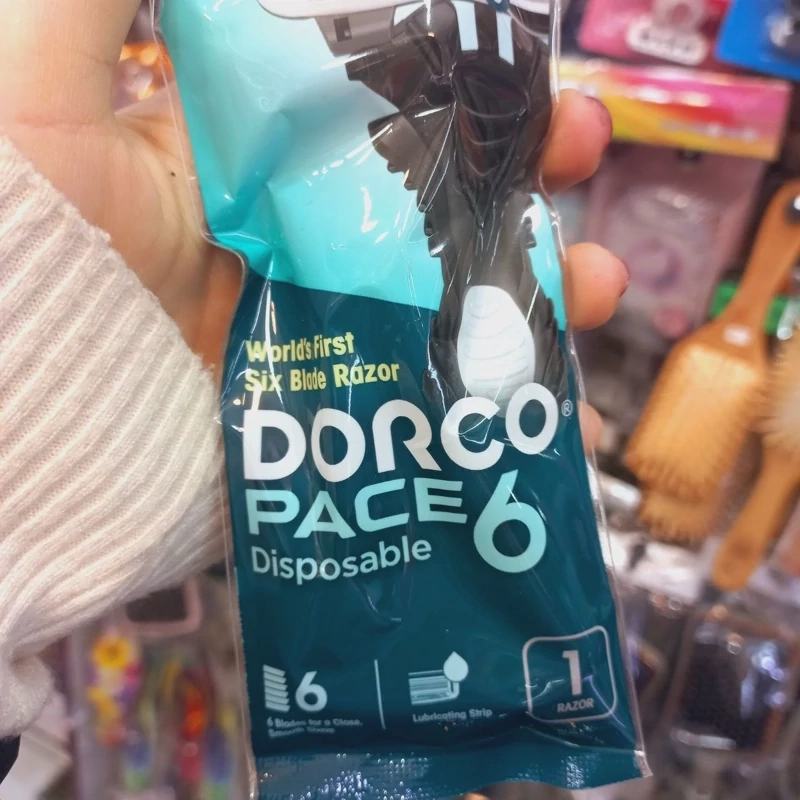 World's First
Six Blade Razor
DORCO®
PACE 6
Disposable
6
6 Blades for a Close,
Smooth Shave
Lubricating Strip
1
RAZOR